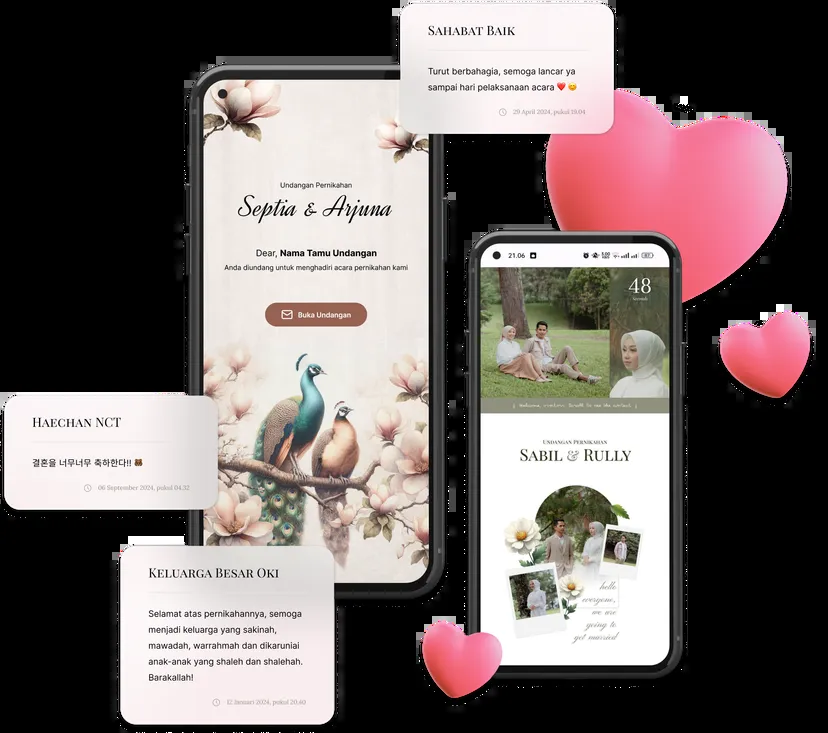 SAHABAT BAIK
Turut berbahagia, semoga lancar ya
sampai hari pelaksanaan acara ❤️ 😊
29 April 2024, pukul 19:04
Undangan Pernikahan
Septia & Arjuna
Dear, Nama Tamu Undangan
Anda diundang untuk menghadiri acara pernikahan kami
Buka Undangan
21.06
48
UNDANGAN PERNIKAHAN
SABIL & RULLY
hello
everyone,
we are
going to
get married
HAECHAN NCT
결혼을 너무너무 축하한다!! 🐻
06 September 2024, pukul 04:32
KELUARGA BESAR OKI
Selamat atas pernikahannya, semoga
menjadi keluarga yang sakinah,
mawadah, warrahmah dan dikaruniai
anak-anak yang shaleh dan shalehah.
Barakallah!
12 Januari 2024, pukul 20:40